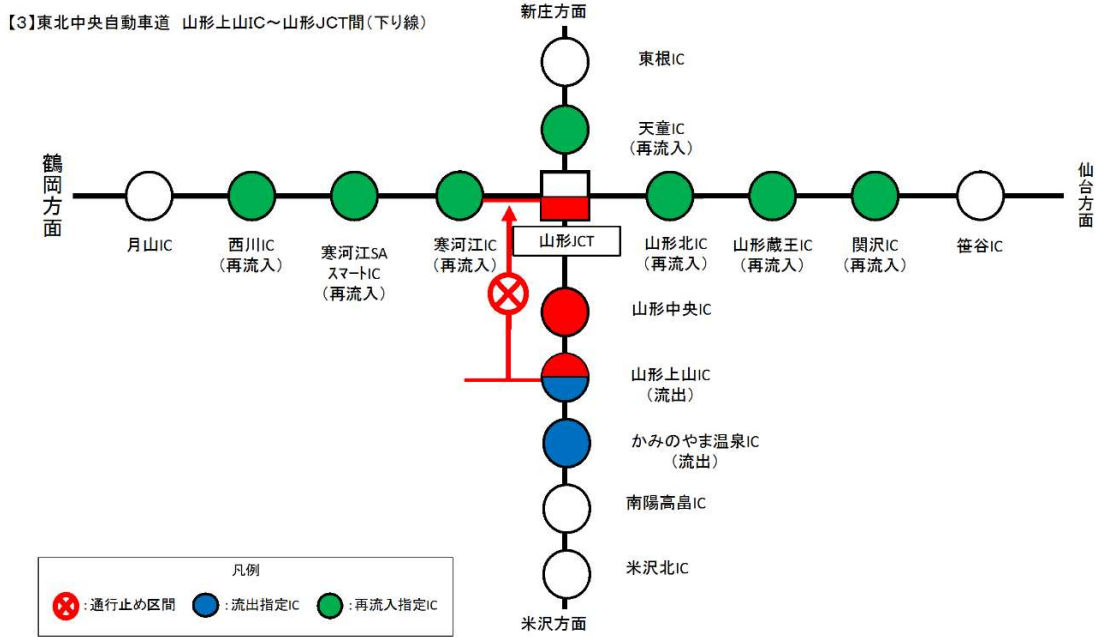 【3】東北中央自動車道 山形上山IC～山形JCT間(下り線)
新庄方面
東根IC
天童IC
(再流入)
鶴岡方面
仙台方面
月山IC
西川IC
(再流入)
寒河江SA
スマートIC
(再流入)
寒河江IC
(再流入)
山形JCT
山形北IC
(再流入)
山形蔵王IC
(再流入)
関沢IC
(再流入)
笹谷IC
山形中央IC
山形上山IC
(流出)
かみのやま温泉IC
(流出)
南陽高畠IC
米沢北IC
米沢方面
凡例
:通行止め区間
:流出指定IC
:再流入指定IC